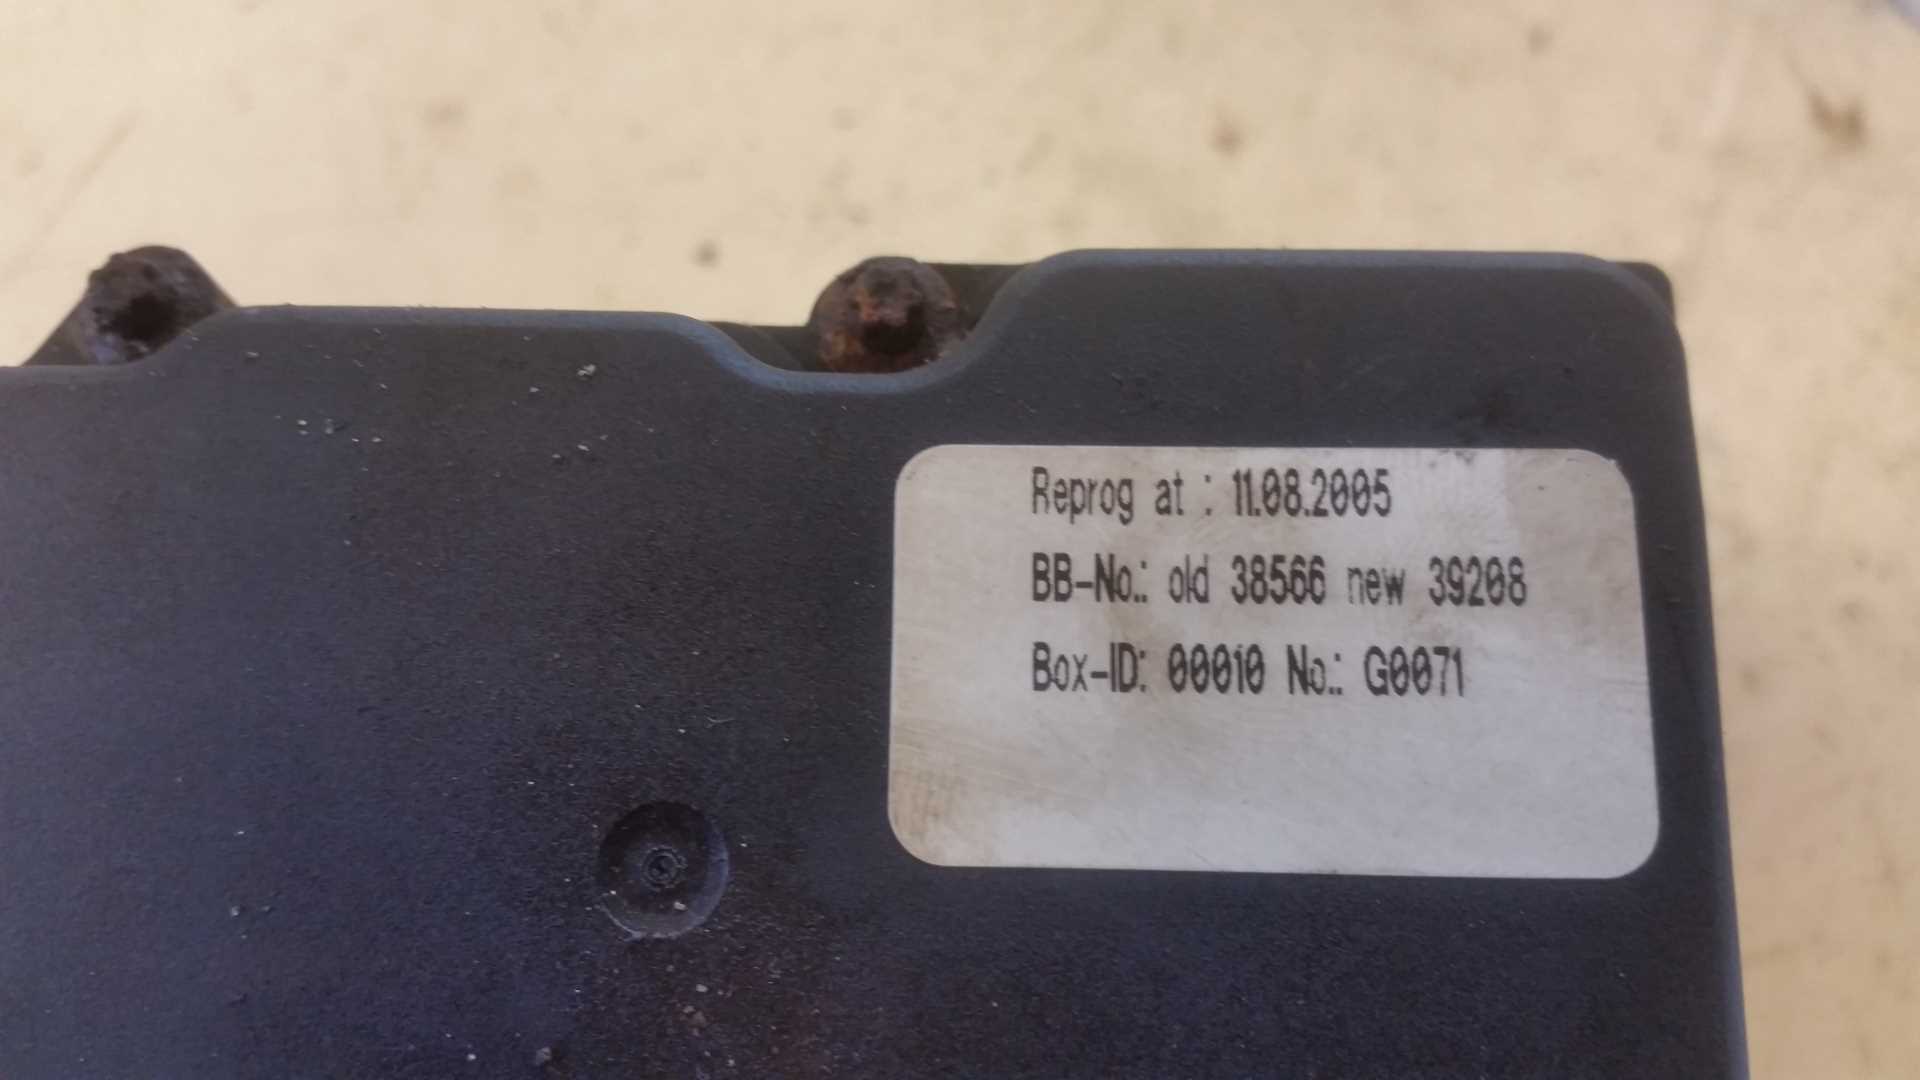 Reprog at : 11.08.2005
BB-No.: old 38566 new 39208
Box-ID: 00010 No.: G0071